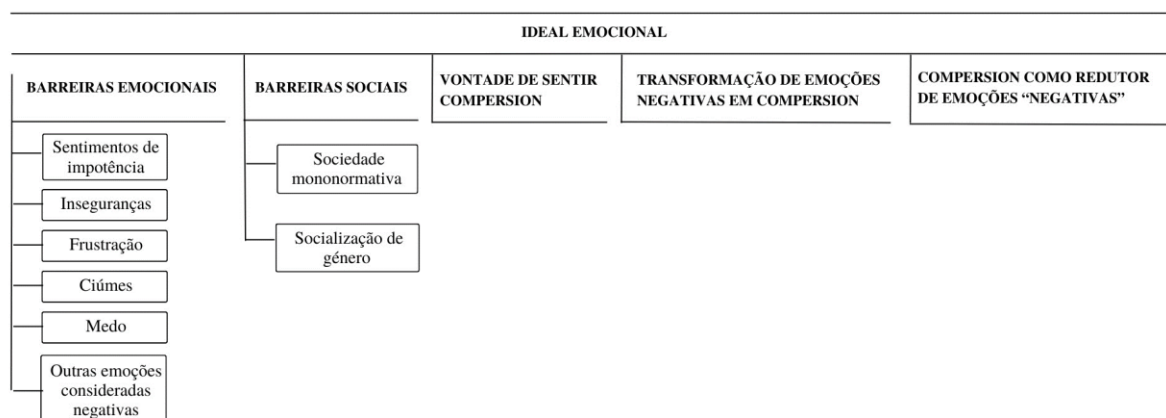 IDEAL EMOCIONAL
BARREIRAS EMOCIONAIS
BARREIRAS SOCIAIS
VONTADE DE SENTIR
COMPERSION
TRANSFORMAÇÃO DE EMOÇÕES
NEGATIVAS EM COMPERSION
COMPERSION COMO REDUTOR
DE EMOÇÕES “NEGATIVAS”
Sentimentos de
impotência
Inseguranças
Frustração
Ciúmes
Medo
Outras emoções
consideradas
negativas
Sociedade
mononormativa
Socialização de
género